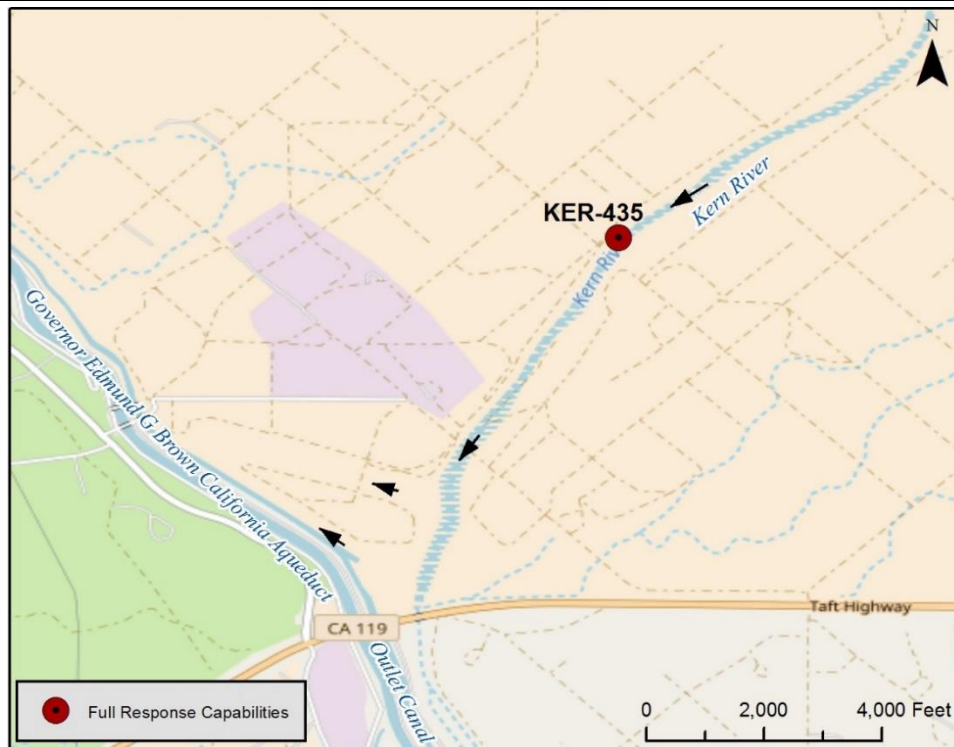 N
Kern River
KER-435
Kern Riv
Governor Edmund G Brown California Aqueduct
Taft Highway
CA 119
Outlet Canal
Full Response Capabilities
0 2,000 4,000 Feet